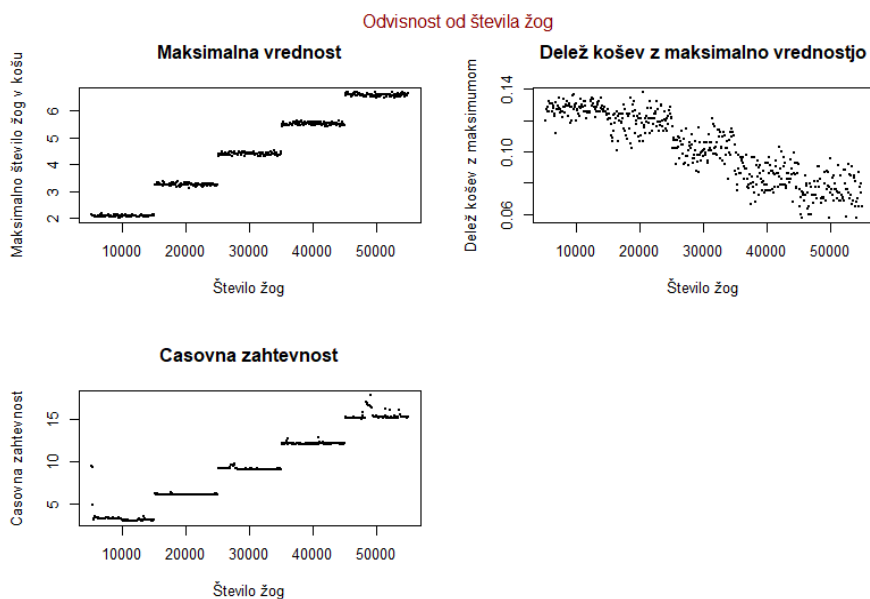 Odvisnost od števila žog
Maksimalna vrednost
Maksimalno število žog v košu
2 3 4 5 6
10000 20000 30000 40000 50000
Število žog
Delež košev z maksimalno vrednostjo
Delež košev z maksimumom
0.06 0.10 0.14
10000 20000 30000 40000 50000
Število žog
Casovna zahtevnost
Casovna zahtevnost
5 10 15
10000 20000 30000 40000 50000
Število žog